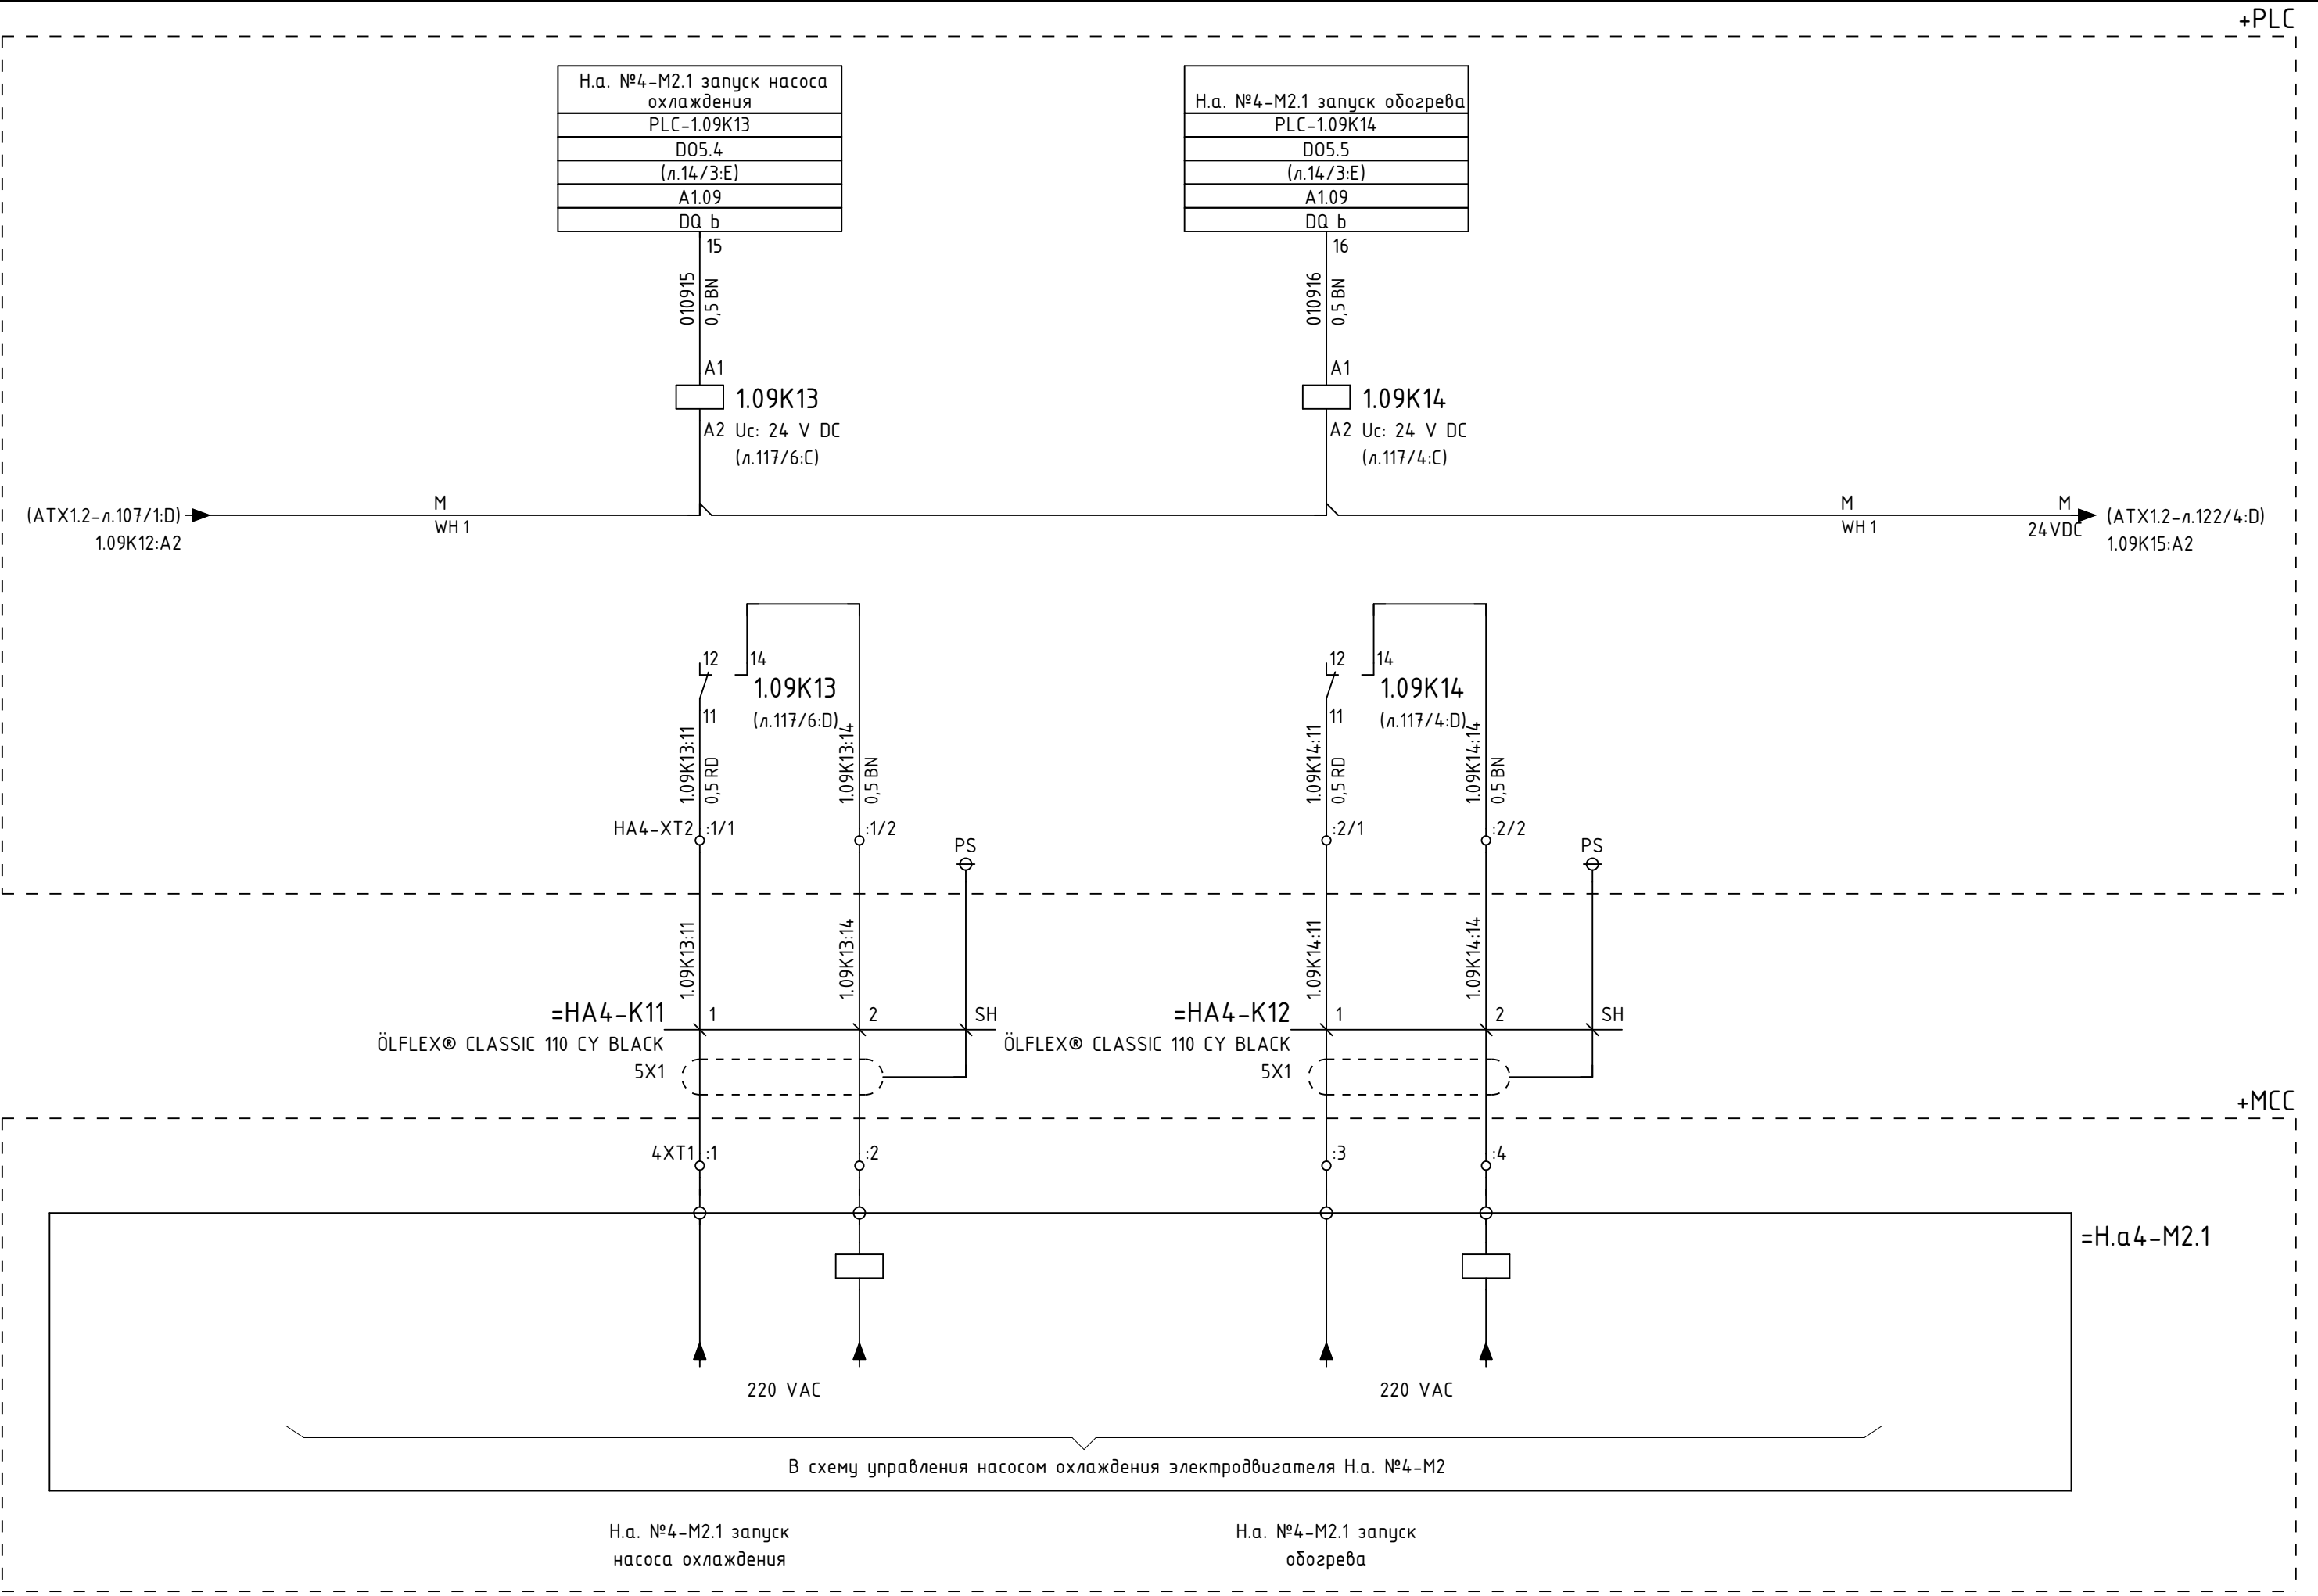 +PLC
Н.а. №4-М2.1 запуск насоса
охлаждения
PLC-1.09K13
DO5.4
(л.14/3:E)
A1.09
DQ b
15
010915
0,5 BN
A1
1.09K13
A2 Uc: 24 V DC
(л.117/6:C)
Н.а. №4-М2.1 запуск обогрева
PLC-1.09K14
DO5.5
(л.14/3:E)
A1.09
DQ b
16
010916
0,5 BN
A1
1.09K14
A2 Uc: 24 V DC
(л.117/4:C)
(ATX1.2-л.107/1:D)
1.09K12:A2
M
WH 1
M
WH 1
M
24VDC
(ATX1.2-л.122/4:D)
1.09K15:A2
12
14
1.09K13
(л.117/6:D)
11
1.09K13:11
0,5 RD
1.09K13:14
0,5 BN
HA4-XT2 :1/1
:1/2
PS
12
14
1.09K14
(л.117/4:D)
11
1.09K14:11
0,5 RD
1.09K14:14
0,5 BN
:2/1
:2/2
PS
1.09K13:11
1.09K13:14
=HA4-K11
1
2
SH
ÖLFLEX® CLASSIC 110 CY BLACK
5X1
1.09K14:11
1.09K14:14
=HA4-K12
1
2
SH
ÖLFLEX® CLASSIC 110 CY BLACK
5X1
+MCC
4XT1 :1
:2
:3
:4
=Н.а4-М2.1
220 VAC
220 VAC
В схему управления насосом охлаждения электродвигателя Н.а. №4-М2
Н.а. №4-М2.1 запуск
насоса охлаждения
Н.а. №4-М2.1 запуск
обогрева